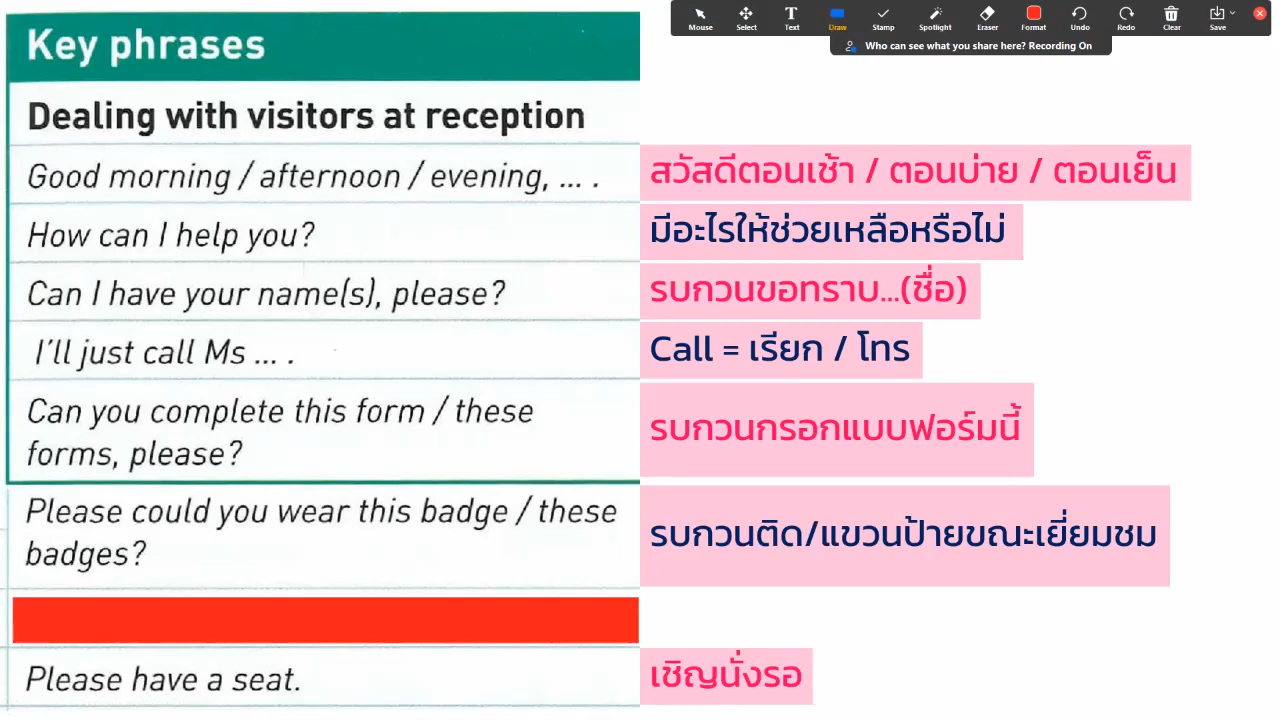 Mouse Select Text Draw Stamp Spotlight Eraser Format Undo Redo Clear Save
Who can see what you share here? Recording On
Key phrases
Dealing with visitors at reception
Good morning / afternoon / evening, ... .
สวัสดีตอนเช้า / ตอนบ่าย / ตอนเย็น
How can I help you?
มีอะไรให้ช่วยเหลือหรือไม่
Can I have your name(s), please?
รบกวนขอทราบ...(ชื่อ)
I'll just call Ms ... .
Call = เรียก / โทร
Can you complete this form / these
forms, please?
รบกวนกรอกแบบฟอร์มนี้
Please could you wear this badge / these
badges?
รบกวนติด/แขวนป้ายขณะเยี่ยมชม
Please have a seat.
เชิญนั่งรอ